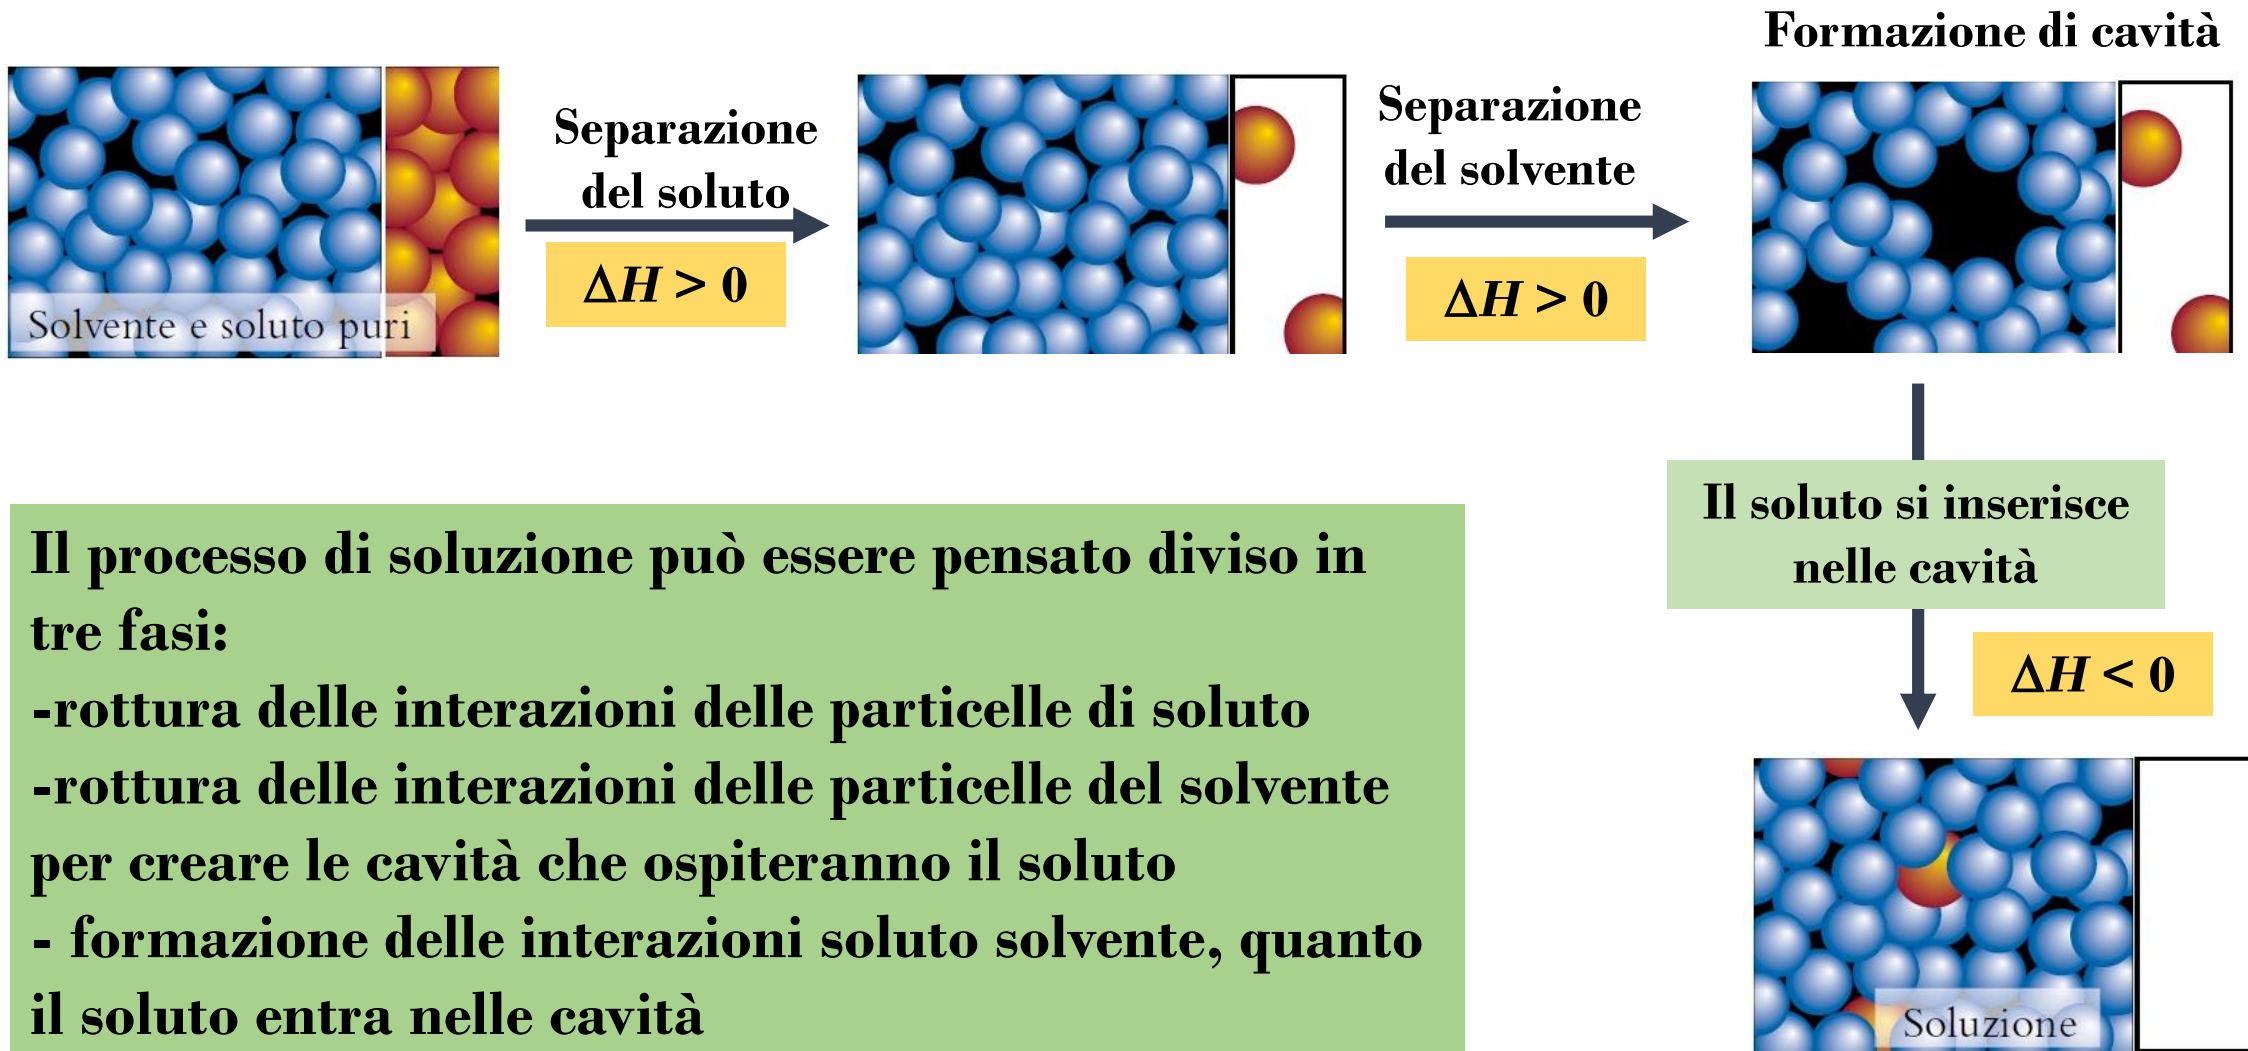 Formazione di cavità
Separazione
del soluto
ΔH > 0
Separazione
del solvente
ΔH > 0
Solvente e soluto puri
Il soluto si inserisce
nelle cavità
ΔH < 0
Il processo di soluzione può essere pensato diviso in
tre fasi:
-rottura delle interazioni delle particelle di soluto
-rottura delle interazioni delle particelle del solvente
per creare le cavità che ospiteranno il soluto
- formazione delle interazioni soluto solvente, quanto
il soluto entra nelle cavità
Soluzione